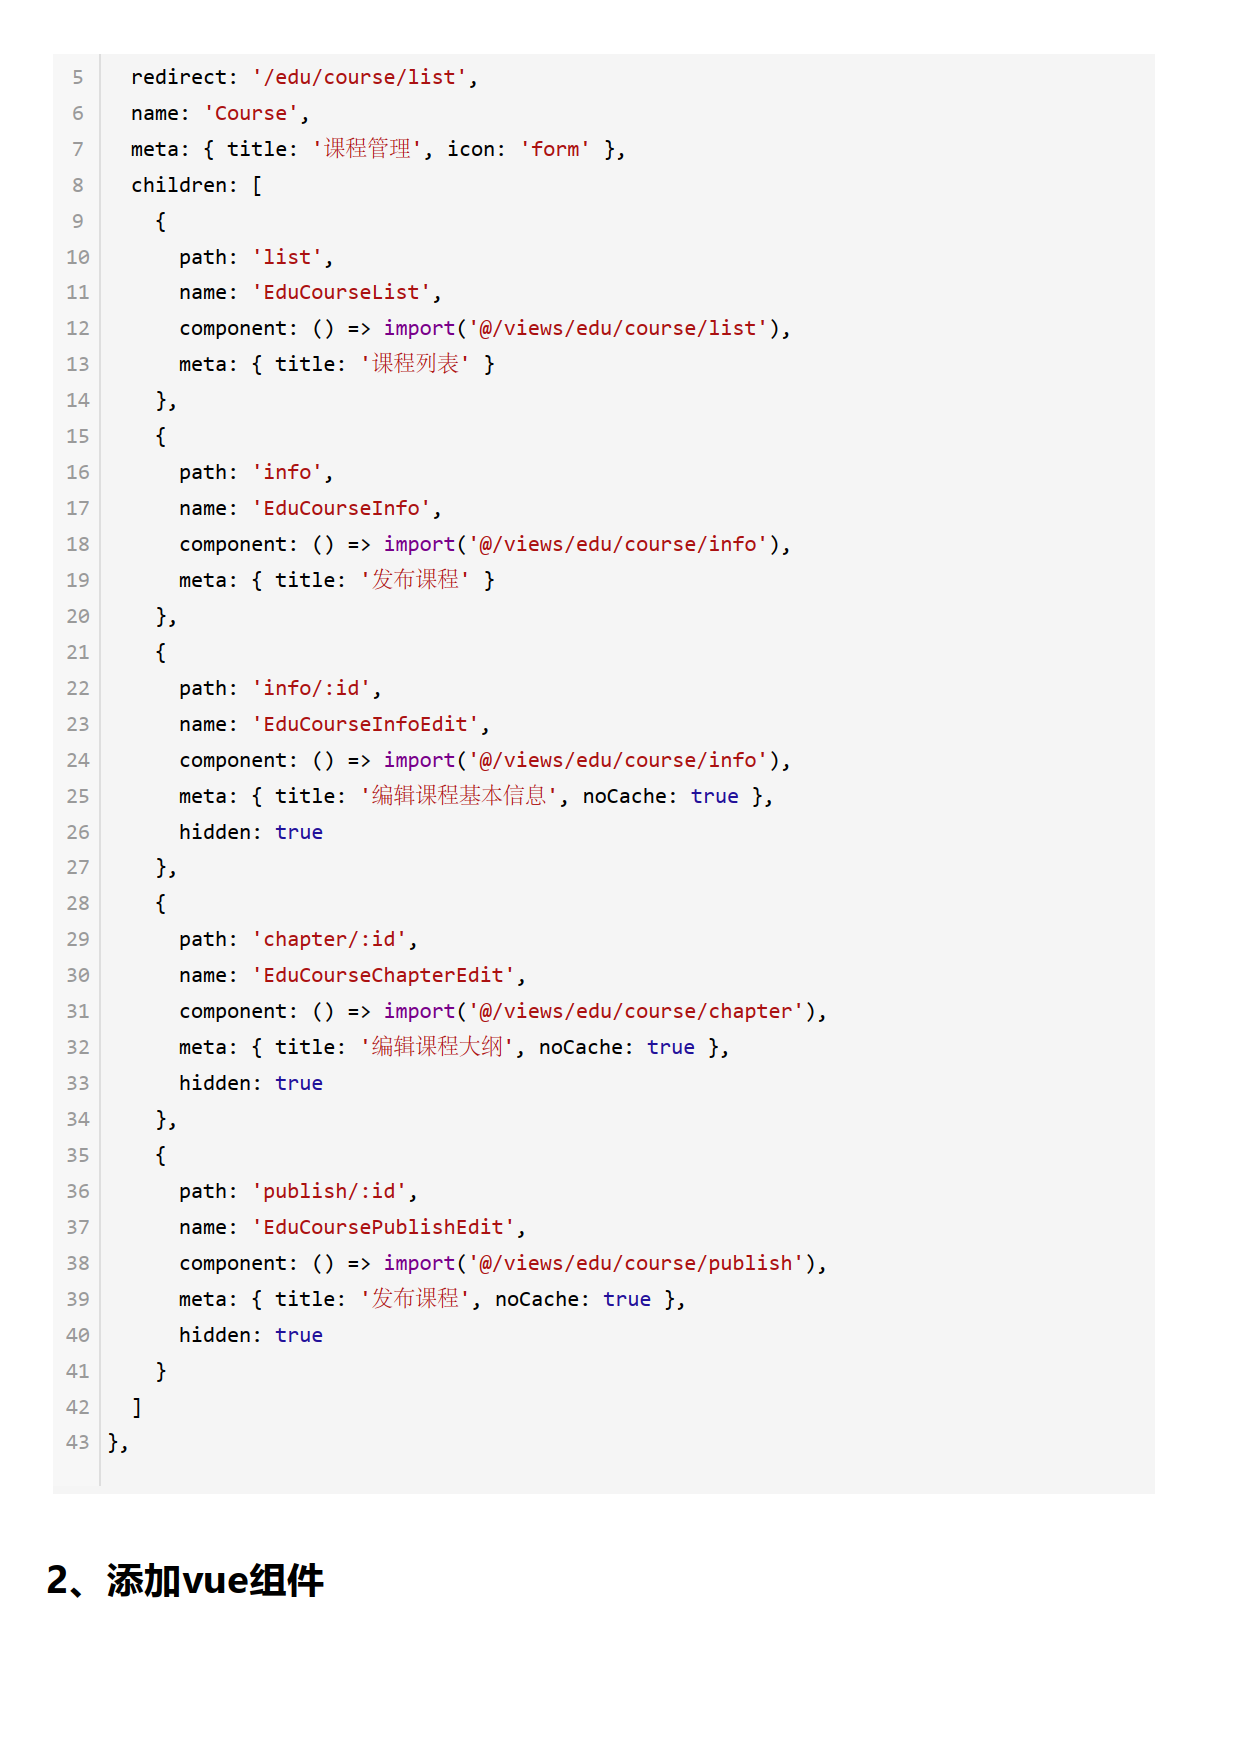 5 redirect: '/edu/course/list',
6 name: 'Course',
7 meta: { title: '课程管理', icon: 'form' },
8 children: [
9 {
10 path: 'list',
11 name: 'EduCourseList',
12 component: () => import('@/views/edu/course/list'),
13 meta: { title: '课程列表' }
14 },
15 {
16 path: 'info',
17 name: 'EduCourseInfo',
18 component: () => import('@/views/edu/course/info'),
19 meta: { title: '发布课程' }
20 },
21 {
22 path: 'info/:id',
23 name: 'EduCourseInfoEdit',
24 component: () => import('@/views/edu/course/info'),
25 meta: { title: '编辑课程基本信息', noCache: true },
26 hidden: true
27 },
28 {
29 path: 'chapter/:id',
30 name: 'EduCourseChapterEdit',
31 component: () => import('@/views/edu/course/chapter'),
32 meta: { title: '编辑课程大纲', noCache: true },
33 hidden: true
34 },
35 {
36 path: 'publish/:id',
37 name: 'EduCoursePublishEdit',
38 component: () => import('@/views/edu/course/publish'),
39 meta: { title: '发布课程', noCache: true },
40 hidden: true
41 }
42 ]
43 },
2、添加vue组件